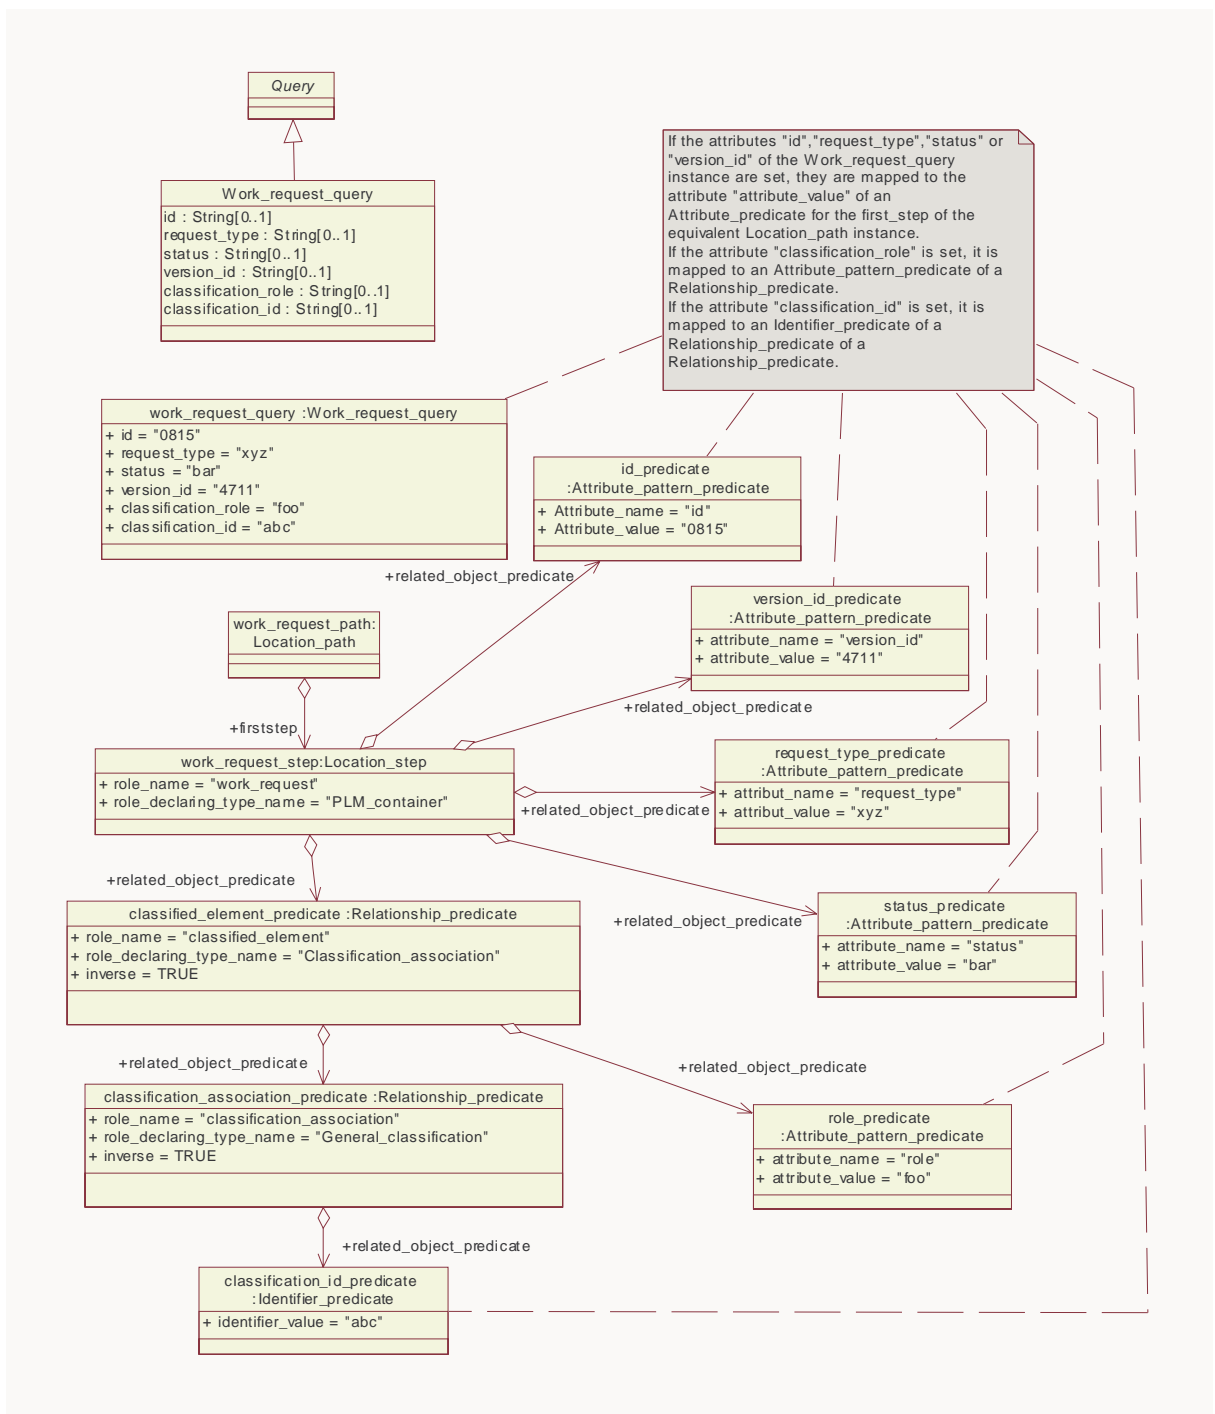 Query
Work_request_query
id : String[0..1]
request_type : String[0..1]
status : String[0..1]
version_id : String[0..1]
classification_role : String[0..1]
classification_id : String[0..1]
If the attributes "id","request_type","status" or
"version_id" of the Work_request_query
instance are set, they are mapped to the
attribute "attribute_value" of an
Attribute_predicate for the first_step of the
equivalent Location_path instance.
If the attribute "classification_role" is set, it is
mapped to an Attribute_pattern_predicate of a
Relationship_predicate.
If the attribute "classification_id" is set, it is
mapped to an Identifier_predicate of a
Relationship_predicate of a
Relationship_predicate.
work_request_query :Work_request_query
+ id = "0815"
+ request_type = "xyz"
+ status = "bar"
+ version_id = "4711"
+ classification_role = "foo"
+ classification_id = "abc"
id_predicate
:Attribute_pattern_predicate
+ Attribute_name = "id"
+ Attribute_value = "0815"
+related_object_predicate
version_id_predicate
:Attribute_pattern_predicate
+ attribute_name = "version_id"
+ attribute_value = "4711"
work_request_path:
Location_path
+related_object_predicate
+firststep
work_request_step:Location_step
+ role_name = "work_request"
+ role_declaring_type_name = "PLM_container"
request_type_predicate
:Attribute_pattern_predicate
+ attribut_name = "request_type"
+ attribut_value = "xyz"
+related_object_predicate
+related_object_predicate
classified_element_predicate :Relationship_predicate
+ role_name = "classified_element"
+ role_declaring_type_name = "Classification_association"
+ inverse = TRUE
+related_object_predicate
status_predicate
:Attribute_pattern_predicate
+ attribute_name = "status"
+ attribute_value = "bar"
+related_object_predicate
+related_object_predicate
classification_association_predicate :Relationship_predicate
+ role_name = "classification_association"
+ role_declaring_type_name = "General_classification"
+ inverse = TRUE
role_predicate
:Attribute_pattern_predicate
+ attribute_name = "role"
+ attribute_value = "foo"
+related_object_predicate
classification_id_predicate
:Identifier_predicate
+ identifier_value = "abc"